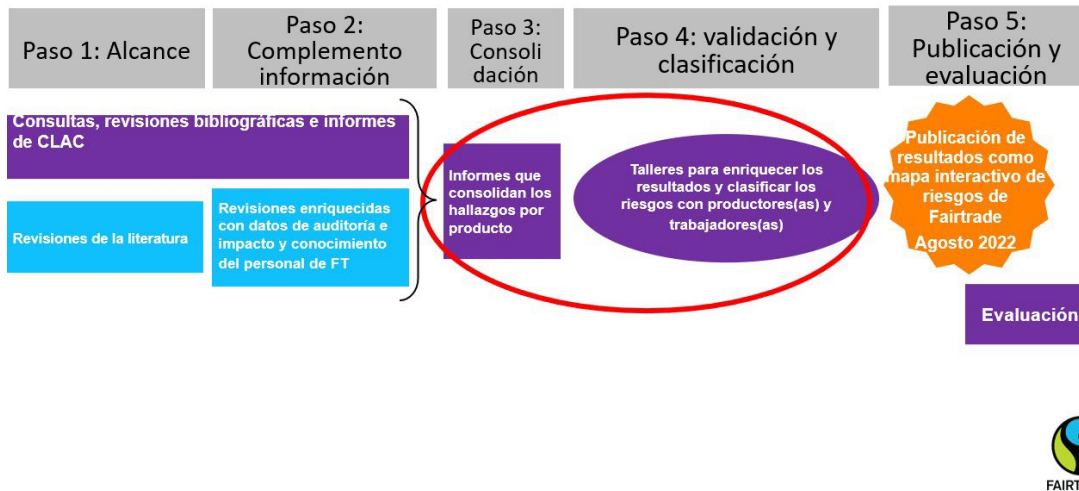 Paso 1: Alcance
Paso 2:
Complemento
información
Paso 3:
Consoli
dación
Paso 4: validación y
clasificación
Paso 5:
Publicación y
evaluación
Consultas, revisiones bibliográficas e informes
de CLAC
Revisiones de la literatura
Revisiones enriquecidas
con datos de auditoría e
impacto y conocimiento
del personal de FT
Informes que
consolidan los
hallazgos por
producto
Talleres para enriquecer los
resultados y clasificar los
riesgos con productores(as) y
trabajadores(as)
Publicación de
resultados como
mapa interactivo de
riesgos de
Fairtrade
Agosto 2022
Evaluación
FAIRT